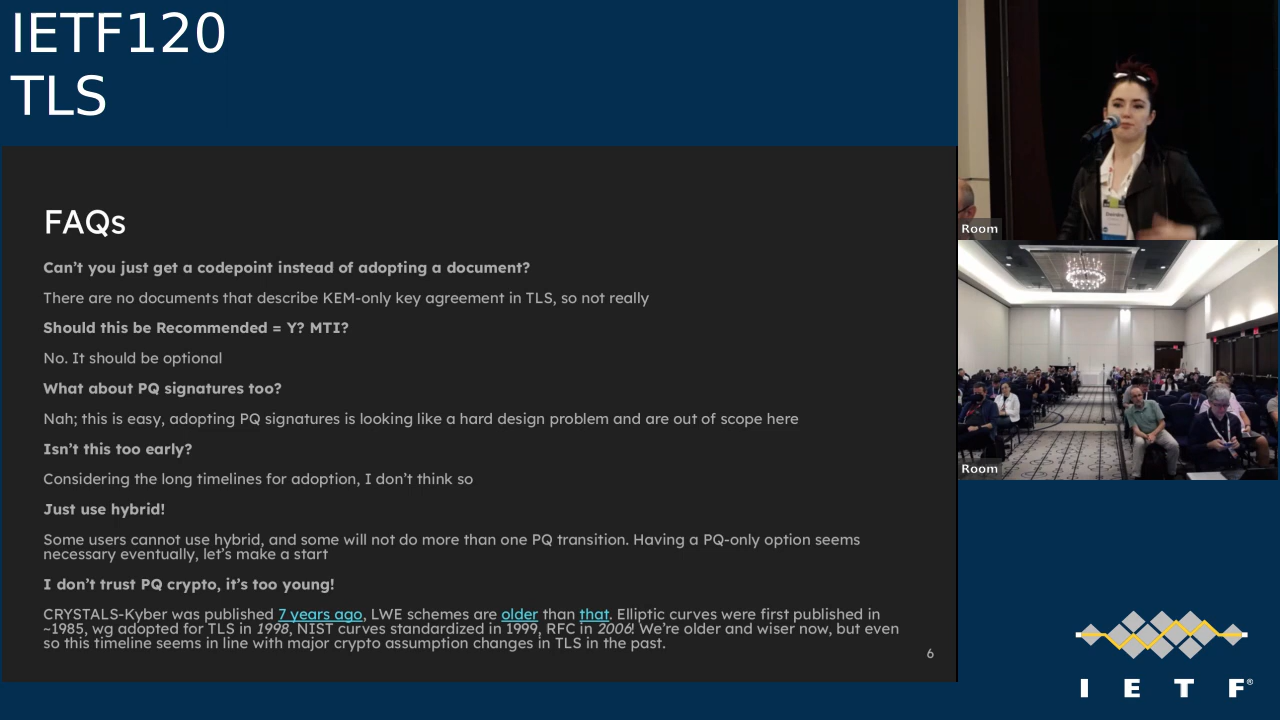 IETF120
TLS
FAQs
Can’t you just get a codepoint instead of adopting a document?
There are no documents that describe KEM-only key agreement in TLS, so not really
Should this be Recommended = Y? MTI?
No. It should be optional
What about PQ signatures too?
Nah; this is easy, adopting PQ signatures is looking like a hard design problem and are out of scope here
Isn’t this too early?
Considering the long timelines for adoption, I don’t think so
Just use hybrid!
Some users cannot use hybrid, and some will not do more than one PQ transition. Having a PQ-only option seems
necessary eventually, let’s make a start
I don’t trust PQ crypto, it’s too young!
CRYSTALS-Kyber was published 7 years ago, LWE schemes are older than that. Elliptic curves were first published in
~1985, wg adopted for TLS in 1998, NIST curves standardized in 1999, RFC in 2006! We’re older and wiser now, but even
so this timeline seems in line with major crypto assumption changes in TLS in the past.
6
Room
Deirdre
Room
IETF®